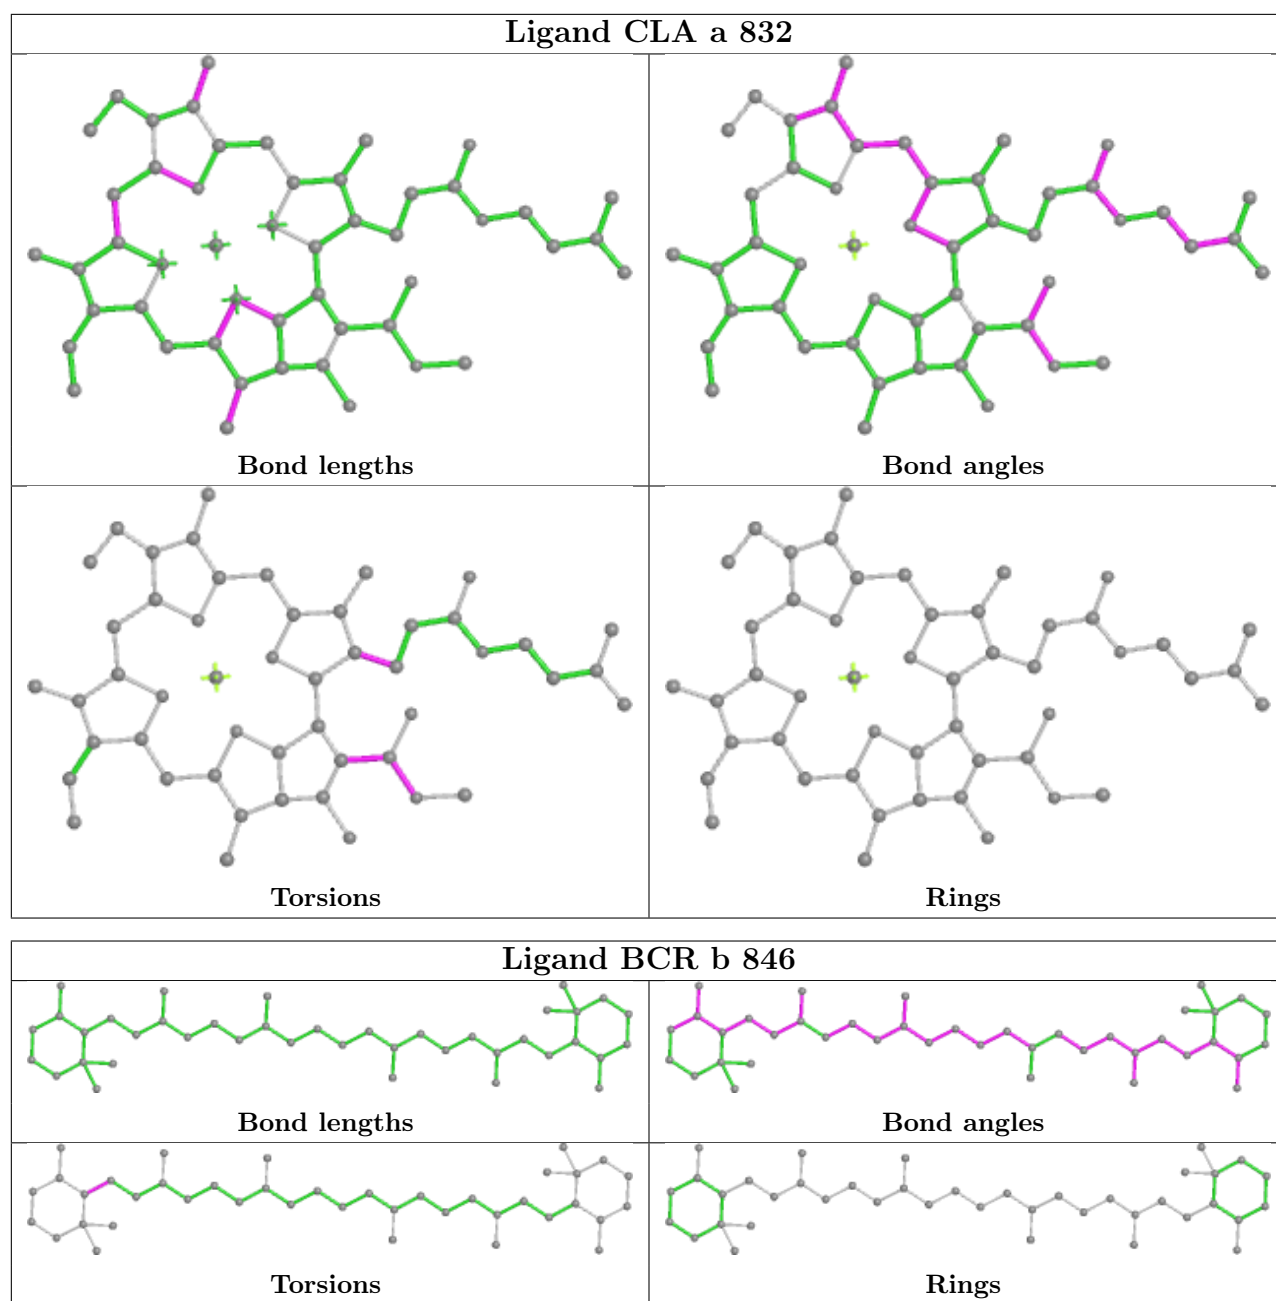 Ligand CLA a 832
Bond lengths
Bond angles
Torsions
Rings
Ligand BCR b 846
Bond lengths
Bond angles
Torsions
Rings